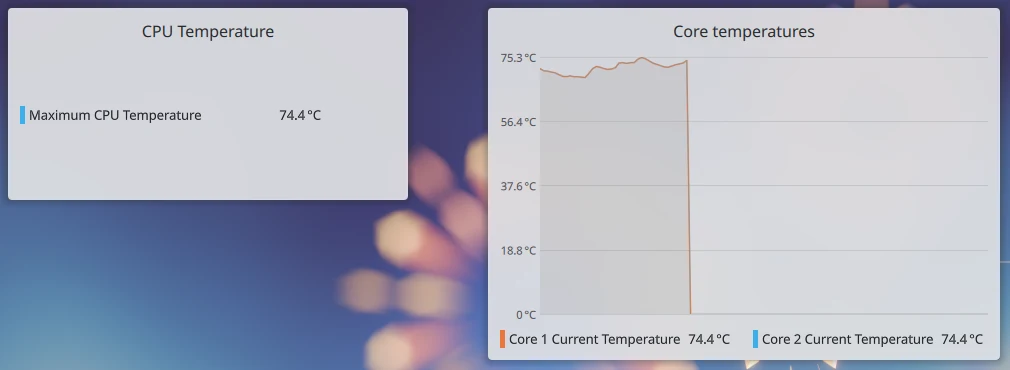 CPU Temperature
Maximum CPU Temperature 74.4 °C
Core temperatures
75.3 °C
56.4 °C
37.6 °C
18.8 °C
0 °C
Core 1 Current Temperature 74.4 °C Core 2 Current Temperature 74.4 °C